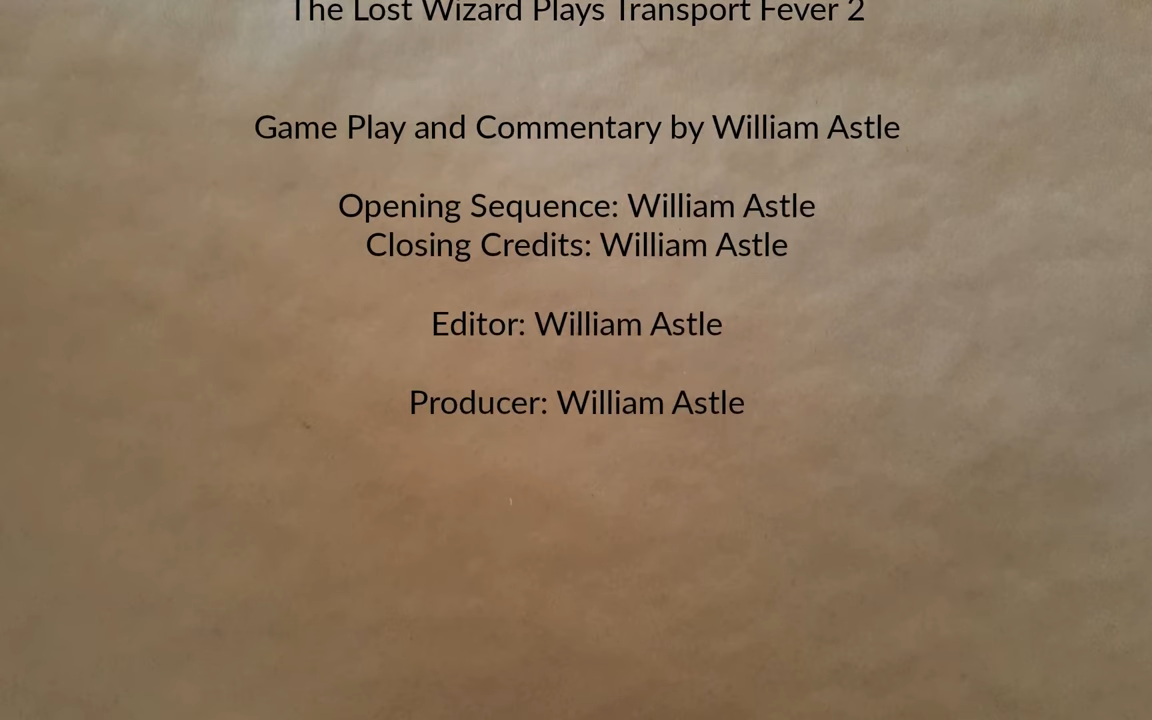 The Lost Wizard Plays Transport Fever 2
Game Play and Commentary by William Astle
Opening Sequence: William Astle
Closing Credits: William Astle
Editor: William Astle
Producer: William Astle